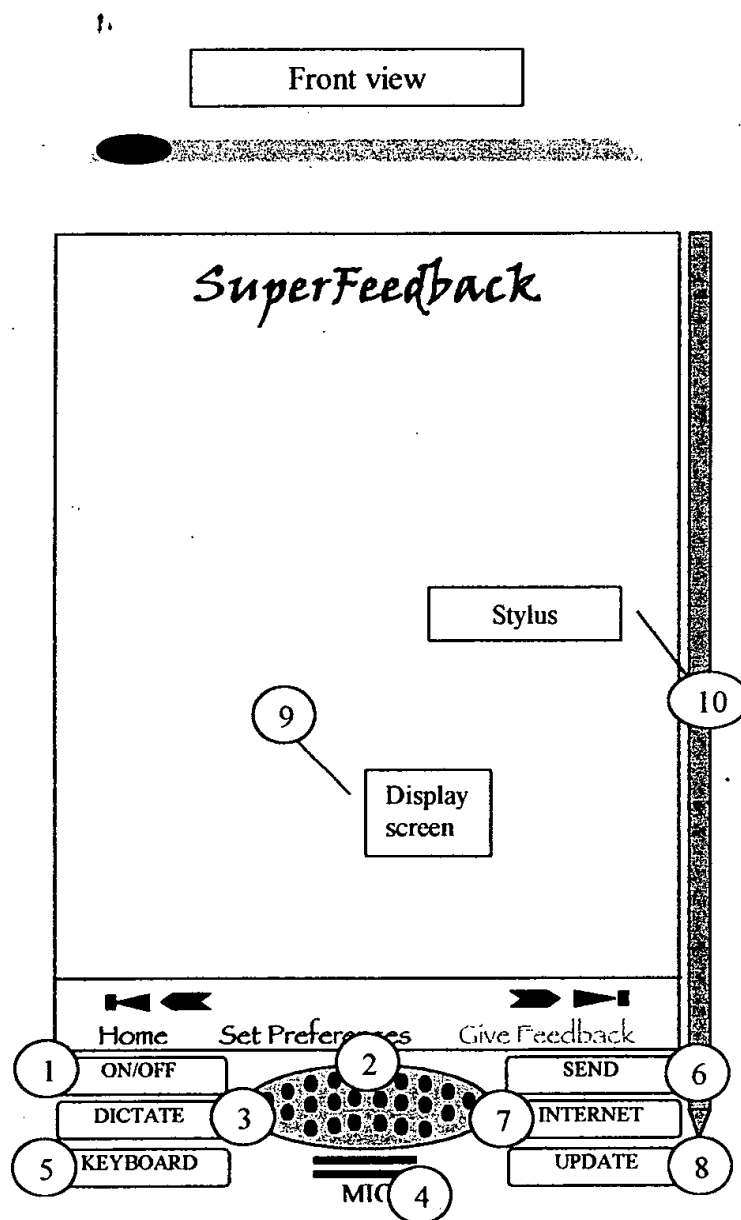 1.
Front view
SuperFeedback
Stylus
10
9
Display
screen
Home Set Preferences Give Feedback
1 ON/OFF 2 SEND 6
DICTATE 3 7 INTERNET
5 KEYBOARD UPDATE 8
MIC 4